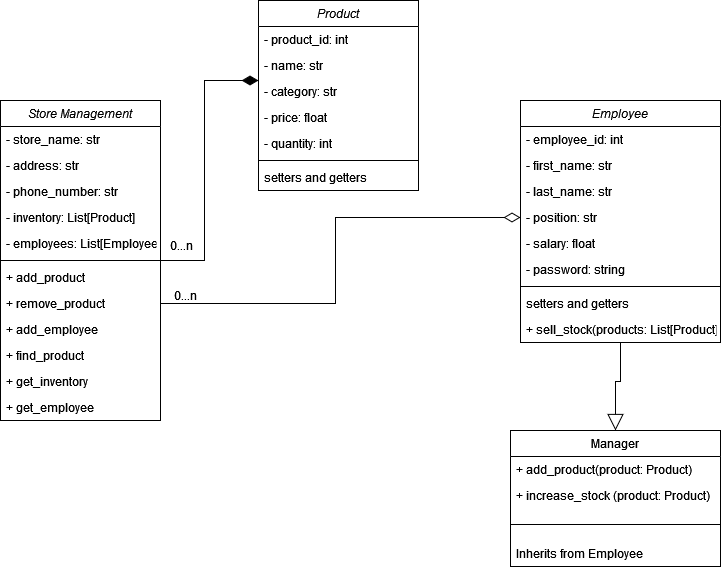 Product
- product_id: int
- name: str
- category: str
- price: float
- quantity: int
setters and getters
Store Management
- store_name: str
- address: str
- phone_number: str
- inventory: List[Product]
- employees: List[Employee
+ add_product
+ remove_product
+ add_employee
+ find_product
+ get_inventory
+ get_employee
0...n
0...n
Employee
- employee_id: int
- first_name: str
- last_name: str
- position: str
- salary: float
- password: string
setters and getters
+ sell_stock(products: List[Product]
Manager
+ add_product(product: Product)
+ increase_stock (product: Product)
Inherits from Employee